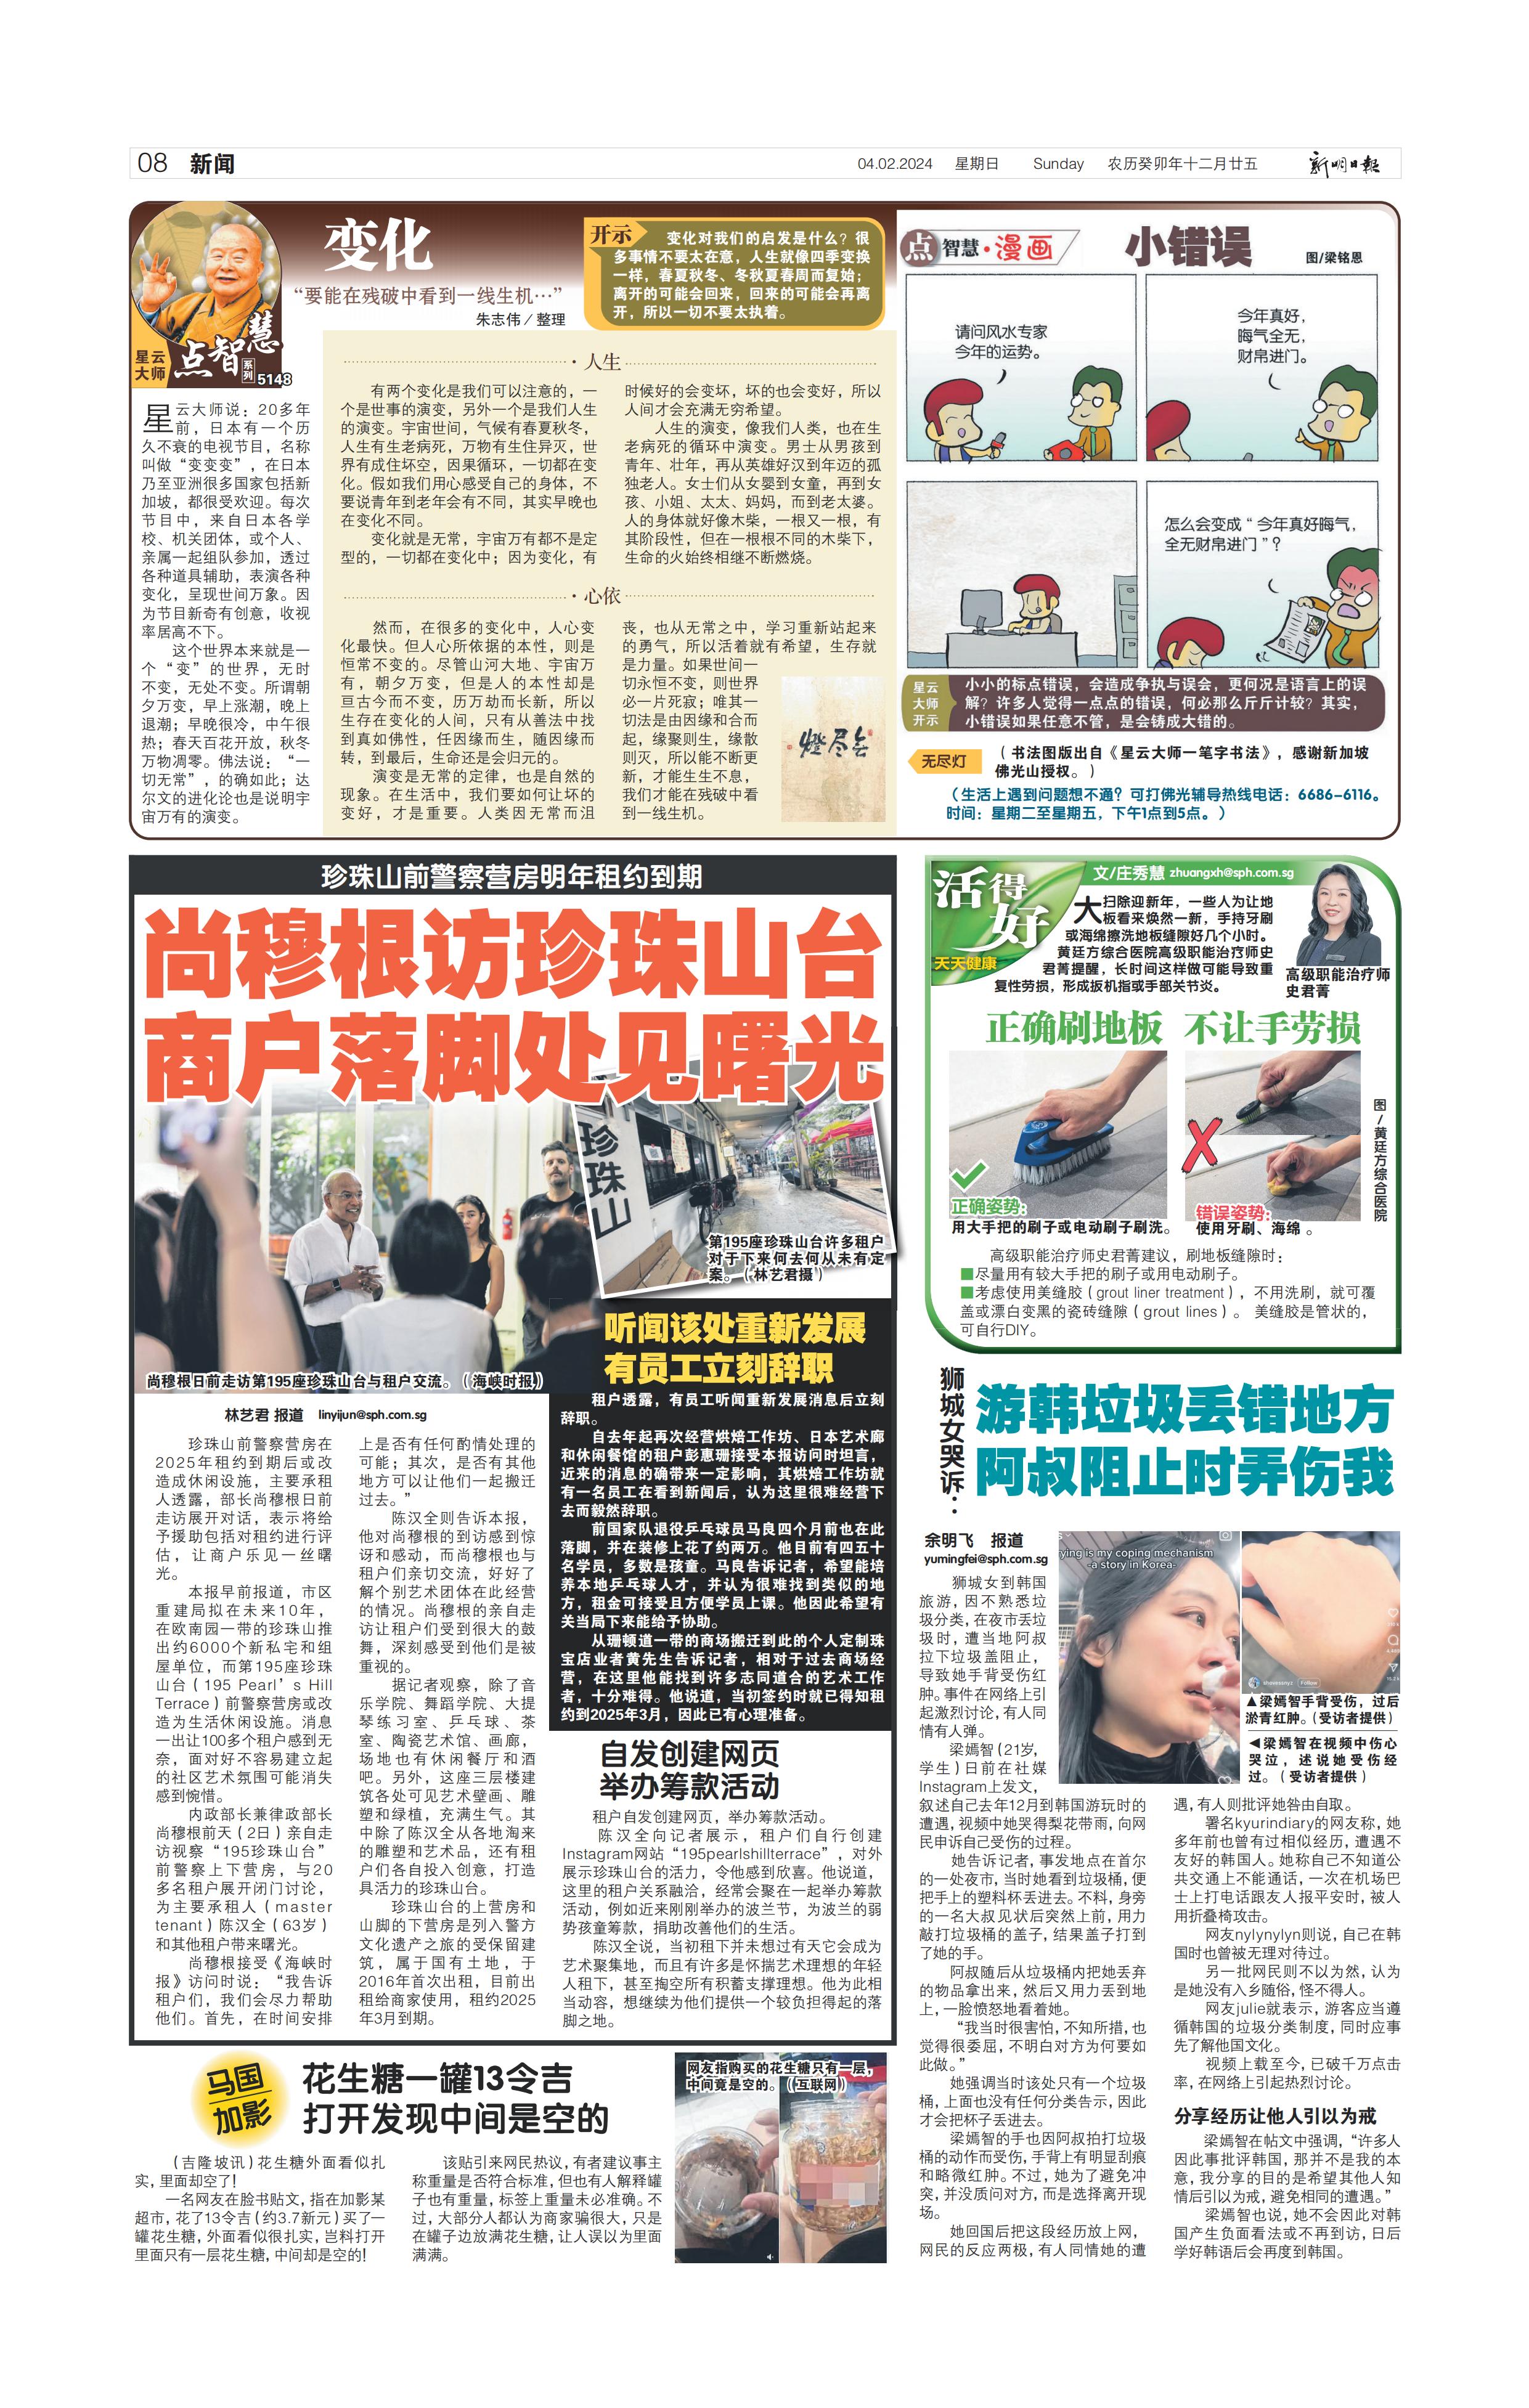 08 新闻
04.02.2024 星期日 Sunday 农历癸卯年十二月廿五 新明日报
星云
大师
点智慧
系列
5148
变化
“要能在残破中看到一线生机…”
朱志伟／整理
开示
变化对我们的启发是什么？很
多事情不要太在意，人生就像四季变换
一样，春夏秋冬、冬秋夏春周而复始；
离开的可能会回来，回来的可能会再离
开，所以一切不要太执着。
星云大师说：20多年
前，日本有一个历
久不衰的电视节目，名称
叫做“变变变”，在日本
乃至亚洲很多国家包括新
加坡，都很受欢迎。每次
节目中，来自日本各学
校、机关团体，或个人、
亲属一起组队参加，透过
各种道具辅助，表演各种
变化，呈现世间万象。因
为节目新奇有创意，收视
率居高不下。
这个世界本来就是一
个“变”的世界，无时
不变，无处不变。所谓朝
夕万变，早上涨潮，晚上
退潮；早晚很冷，中午很
热；春天百花开放，秋冬
万物凋零。佛法说：“一
切无常”，的确如此；达
尔文的进化论也是说明宇
宙万有的演变。
·人生
有两个变化是我们可以注意的，一
个是世事的演变，另外一个是我们人生
的演变。宇宙世间，气候有春夏秋冬，
人生有生老病死，万物有生住异灭，世
界有成住坏空，因果循环，一切都在变
化。假如我们用心感受自己的身体，不
要说青年到老年会有不同，其实早晚也
在变化不同。
变化就是无常，宇宙万有都不是定
型的，一切都在变化中；因为变化，有
时候好的会变坏，坏的也会变好，所以
人间才会充满无穷希望。
人生的演变，像我们人类，也在生
老病死的循环中演变。男士从男孩到
青年、壮年，再从英雄好汉到年迈的孤
独老人。女士们从女婴到女童，再到女
孩、小姐、太太、妈妈，而到老太婆。
人的身体就好像木柴，一根又一根，有
其阶段性，但在一根根不同的木柴下，
生命的火始终相继不断燃烧。
·心依
然而，在很多的变化中，人心变
化最快。但人心所依据的本性，则是
恒常不变的。尽管山河大地、宇宙万
有，朝夕万变，但是人的本性却是
亘古今而不变，历万劫而长新，所以
生存在变化的人间，只有从善法中找
到真如佛性，任因缘而生，随因缘而
转，到最后，生命还是会归元的。
演变是无常的定律，也是自然的
现象。在生活中，我们要如何让坏的
变好，才是重要。人类因无常而沮
丧，也从无常之中，学习重新站起来
的勇气，所以活着就有希望，生存就
是力量。如果世间一
切永恒不变，则世界
必一片死寂；唯其一
切法是由因缘和合而
起，缘聚则生，缘散
则灭，所以能不断更
新，才能生生不息，
我们才能在残破中看
到一线生机。
燈尽無
点智慧·漫画
小错误
图/梁铭恩
请问风水专家
今年的运势。
今年真好，
晦气全无，
财帛进门。
怎么会变成“今年真好晦气，
全无财帛进门”？
星云
大师
开示
小小的标点错误，会造成争执与误会，更何况是语言上的误
解？许多人觉得一点点的错误，何必那么斤斤计较？其实，
小错误如果任意不管，是会铸成大错的。
无尽灯
（书法图版出自《星云大师一笔字书法》，感谢新加坡
佛光山授权。）
（生活上遇到问题想不通？可打佛光辅导热线电话：6686-6116。
时间：星期二至星期五，下午1点到5点。）
珍珠山前警察营房明年租约到期
尚穆根访珍珠山台
商户落脚处见曙光
珍珠山
第195座珍珠山台许多租户
对于下来何去何从未有定
案。（林艺君摄）
尚穆根日前走访第195座珍珠山台与租户交流。（海峡时报）
林艺君 报道 linyijun@sph.com.sg
珍珠山前警察营房在
2025年租约到期后或改
造成休闲设施，主要承租
人透露，部长尚穆根日前
走访展开对话，表示将给
予援助包括对租约进行评
估，让商户乐见一丝曙
光。
本报早前报道，市区
重建局拟在未来10年，
在欧南园一带的珍珠山推
出约6000个新私宅和组
屋单位，而第195座珍珠
山台（195 Pearl’s Hill
Terrace）前警察营房或改
造为生活休闲设施。消息
一出让100多个租户感到无
奈，面对好不容易建立起
的社区艺术氛围可能消失
感到惋惜。
内政部长兼律政部长
尚穆根前天（2日）亲自走
访视察“195珍珠山台”
前警察上下营房，与20
多名租户展开闭门讨论，
为主要承租人（master
tenant）陈汉全（63岁）
和其他租户带来曙光。
尚穆根接受《海峡时
报》访问时说：“我告诉
租户们，我们会尽力帮助
他们。首先，在时间安排
上是否有任何酌情处理的
可能；其次，是否有其他
地方可以让他们一起搬迁
过去。”
陈汉全则告诉本报，
他对尚穆根的到访感到惊
讶和感动，而尚穆根也与
租户们亲切交流，好好了
解个别艺术团体在此经营
的情况。尚穆根的亲自走
访让租户们受到很大的鼓
舞，深刻感受到他们是被
重视的。
据记者观察，除了音
乐学院、舞蹈学院、大提
琴练习室、乒乓球、茶
室、陶瓷艺术馆、画廊，
场地也有休闲餐厅和酒
吧。另外，这座三层楼建
筑各处可见艺术壁画、雕
塑和绿植，充满生气。其
中除了陈汉全从各地淘来
的雕塑和艺术品，还有租
户们各自投入创意，打造
具活力的珍珠山台。
珍珠山台的上营房和
山脚的下营房是列入警方
文化遗产之旅的受保留建
筑，属于国有土地，于
2016年首次出租，目前出
租给商家使用，租约2025
年3月到期。
听闻该处重新发展
有员工立刻辞职
租户透露，有员工听闻重新发展消息后立刻
辞职。
自去年起再次经营烘焙工作坊、日本艺术廊
和休闲餐馆的租户彭惠珊接受本报访问时坦言，
近来的消息的确带来一定影响，其烘焙工作坊就
有一名员工在看到新闻后，认为这里很难经营下
去而毅然辞职。
前国家队退役乒乓球员马良四个月前也在此
落脚，并在装修上花了约两万。他目前有四五十
名学员，多数是孩童。马良告诉记者，希望能培
养本地乒乓球人才，并认为很难找到类似的地
方，租金可接受且方便学员上课。他因此希望有
关当局下来能给予协助。
从珊顿道一带的商场搬迁到此的个人定制珠
宝店业者黄先生告诉记者，相对于过去商场经
营，在这里他能找到许多志同道合的艺术工作
者，十分难得。他说道，当初签约时就已得知租
约到2025年3月，因此已有心理准备。
自发创建网页
举办筹款活动
租户自发创建网页，举办筹款活动。
陈汉全向记者展示，租户们自行创建
Instagram网站“195pearlshillterrace”，对外
展示珍珠山台的活力，令他感到欣喜。他说道，
这里的租户关系融洽，经常会聚在一起举办筹款
活动，例如近来刚刚举办的波兰节，为波兰的弱
势孩童筹款，捐助改善他们的生活。
陈汉全说，当初租下并未想过有天它会成为
艺术聚集地，而且有许多是怀揣艺术理想的年轻
人租下，甚至掏空所有积蓄支撑理想。他为此相
当动容，想继续为他们提供一个较负担得起的落
脚之地。
活得好
天天健康
文/庄秀慧 zhuangxh@sph.com.sg
大扫除迎新年，一些人为让地
板看来焕然一新，手持牙刷
或海绵擦洗地板缝隙好几个小时。
黄廷方综合医院高级职能治疗师史
君菁提醒，长时间这样做可能导致重
复性劳损，形成扳机指或手部关节炎。
高级职能治疗师
史君菁
正确刷地板 不让手劳损
正确姿势：
用大手把的刷子或电动刷子刷洗。
错误姿势：
使用牙刷、海绵。
图/黄廷方综合医院
高级职能治疗师史君菁建议，刷地板缝隙时：
■尽量用有较大手把的刷子或用电动刷子。
■考虑使用美缝胶（grout liner treatment），不用洗刷，就可覆
盖或漂白变黑的瓷砖缝隙（grout lines）。 美缝胶是管状的，
可自行DIY。
狮城女哭诉：
游韩垃圾丢错地方
阿叔阻止时弄伤我
余明飞 报道
yumingfei@sph.com.sg
ying is my coping mechanism
-a story in Korea-
Follow
▲梁嫣智手背受伤，过后
淤青红肿。（受访者提供）
◀梁嫣智在视频中伤心
哭泣，述说她受伤经
过。（受访者提供）
狮城女到韩国
旅游，因不熟悉垃
圾分类，在夜市丢垃
圾时，遭当地阿叔
拉下垃圾盖阻止，
导致她手背受伤红
肿。事件在网络上引
起激烈讨论，有人同
情有人弹。
梁嫣智（21岁，
学生）日前在社媒
Instagram上发文，
叙述自己去年12月到韩国游玩时的
遭遇，视频中她哭得梨花带雨，向网
民申诉自己受伤的过程。
她告诉记者，事发地点在首尔
的一处夜市，当时她看到垃圾桶，便
把手上的塑料杯丢进去。不料，身旁
的一名大叔见状后突然上前，用力
敲打垃圾桶的盖子，结果盖子打到
了她的手。
阿叔随后从垃圾桶内把她丢弃
的物品拿出来，然后又用力丢到地
上，一脸愤怒地看着她。
“我当时很害怕，不知所措，也
觉得很委屈，不明白对方为何要如
此做。”
她强调当时该处只有一个垃圾
桶，上面也没有任何分类告示，因此
才会把杯子丢进去。
梁嫣智的手也因阿叔拍打垃圾
桶的动作而受伤，手背上有明显刮痕
和略微红肿。不过，她为了避免冲
突，并没质问对方，而是选择离开现
场。
她回国后把这段经历放上网，
网民的反应两极，有人同情她的遭
遇，有人则批评她咎由自取。
署名kyurindiary的网友称，她
多年前也曾有过相似经历，遭遇不
友好的韩国人。她称自己不知道公
共交通上不能通话，一次在机场巴
士上打电话跟友人报平安时，被人
用折叠椅攻击。
网友nylynylyn则说，自己在韩
国时也曾被无理对待过。
另一批网民则不以为然，认为
是她没有入乡随俗，怪不得人。
网友julie就表示，游客应当遵
循韩国的垃圾分类制度，同时应事
先了解他国文化。
视频上载至今，已破千万点击
率，在网络上引起热烈讨论。
分享经历让他人引以为戒
梁嫣智在帖文中强调，“许多人
因此事批评韩国，那并不是我的本
意，我分享的目的是希望其他人知
情后引以为戒，避免相同的遭遇。”
梁嫣智也说，她不会因此对韩
国产生负面看法或不再到访，日后
学好韩语后会再度到韩国。
马国
加影
花生糖一罐13令吉
打开发现中间是空的
网友指购买的花生糖只有一层，
中间竟是空的。（互联网）
（吉隆坡讯）花生糖外面看似扎
实，里面却空了！
一名网友在脸书贴文，指在加影某
超市，花了13令吉（约3.7新元）买了一
罐花生糖，外面看似很扎实，岂料打开
里面只有一层花生糖，中间却是空的！
该贴引来网民热议，有者建议事主
称重量是否符合标准，但也有人解释罐
子也有重量，标签上重量未必准确。不
过，大部分人都认为商家骗很大，只是
在罐子边放满花生糖，让人误以为里面
满满。